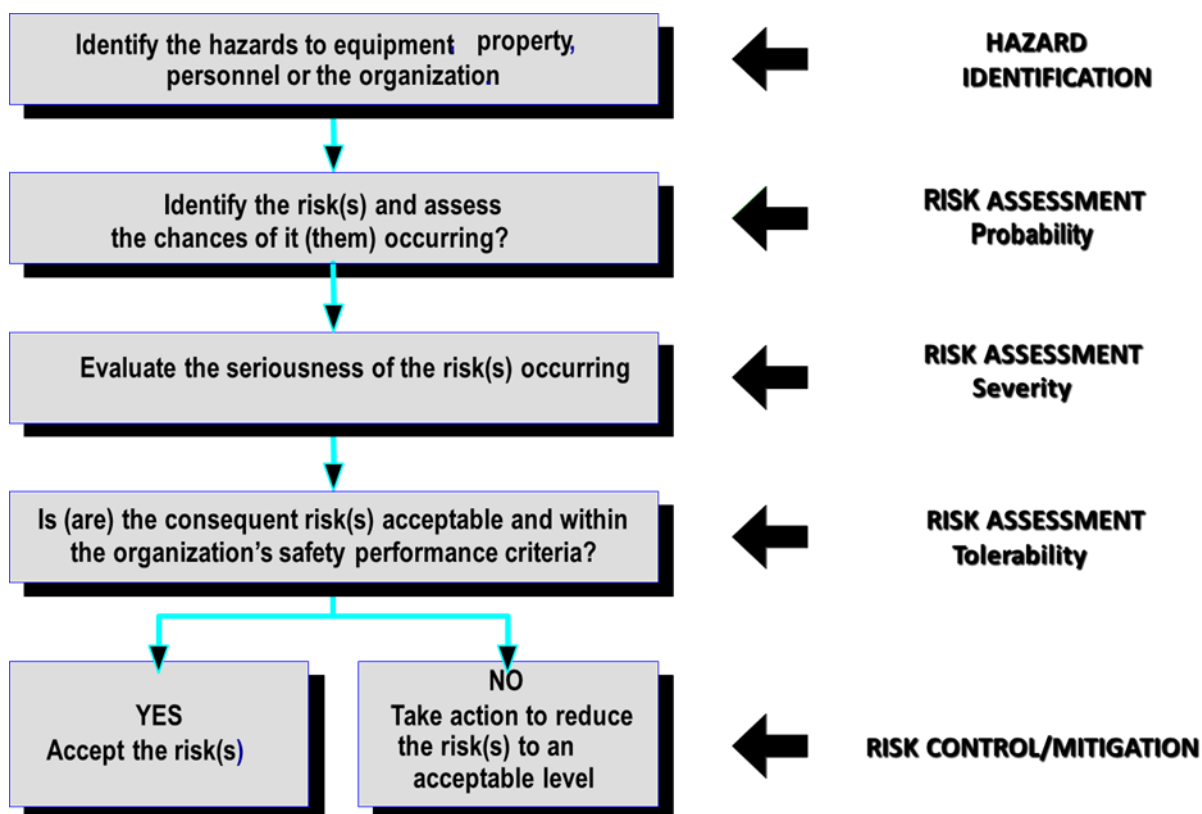 Identify the hazards to equipment, property,
personnel or the organization.
HAZARD
IDENTIFICATION
Identify the risk(s) and assess
the chances of it (them) occurring?
RISK ASSESSMENT
Probability
Evaluate the seriousness of the risk(s) occurring
RISK ASSESSMENT
Severity
Is (are) the consequent risk(s) acceptable and within
the organization’s safety performance criteria?
RISK ASSESSMENT
Tolerability
YES
Accept the risk(s)
NO
Take action to reduce
the risk(s) to an
acceptable level
RISK CONTROL/MITIGATION